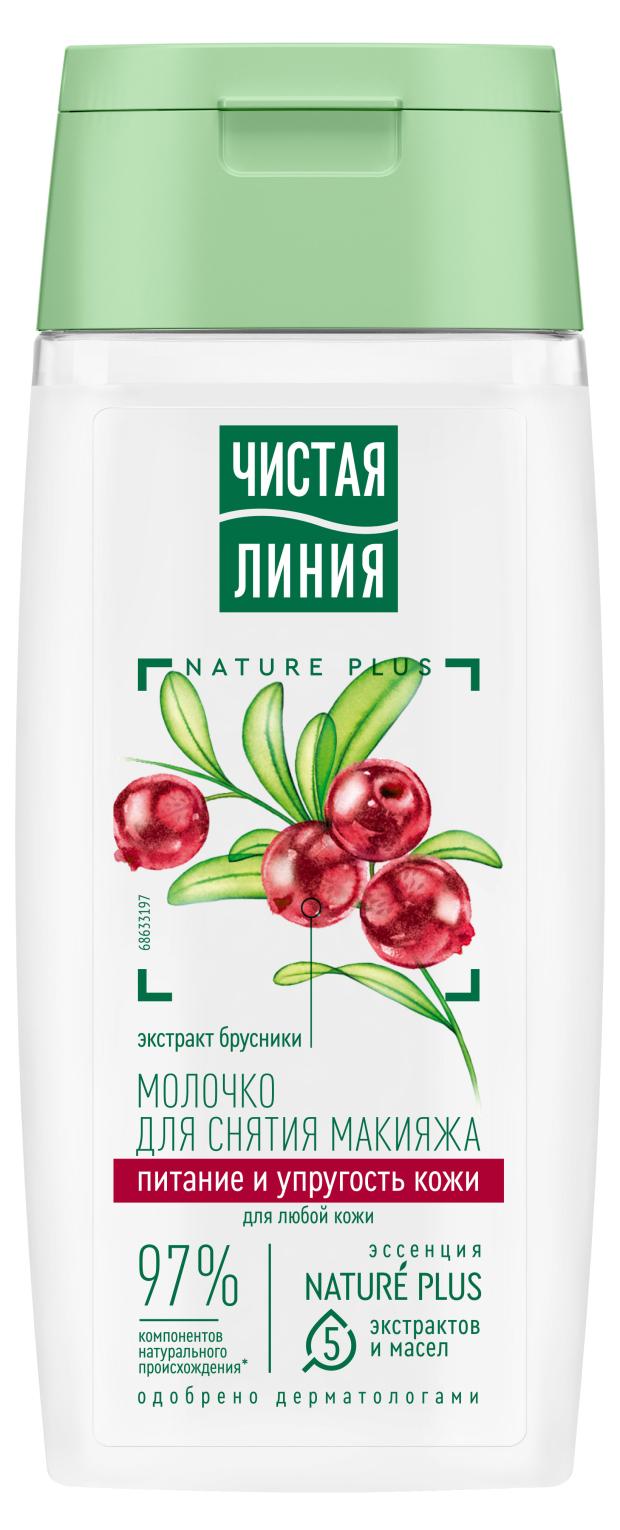 ЧИСТАЯ
ЛИНИЯ
NATURE PLUS
68633197
экстракт брусники
МОЛОЧКО
ДЛЯ СНЯТИЯ МАКИЯЖА
питание и упругость кожи
для любой кожи
97%
компонентов
натурального
происхождения*
эссенция
NATURÉ PLUS
5 экстрактов
и масел
одобрено дерматологами